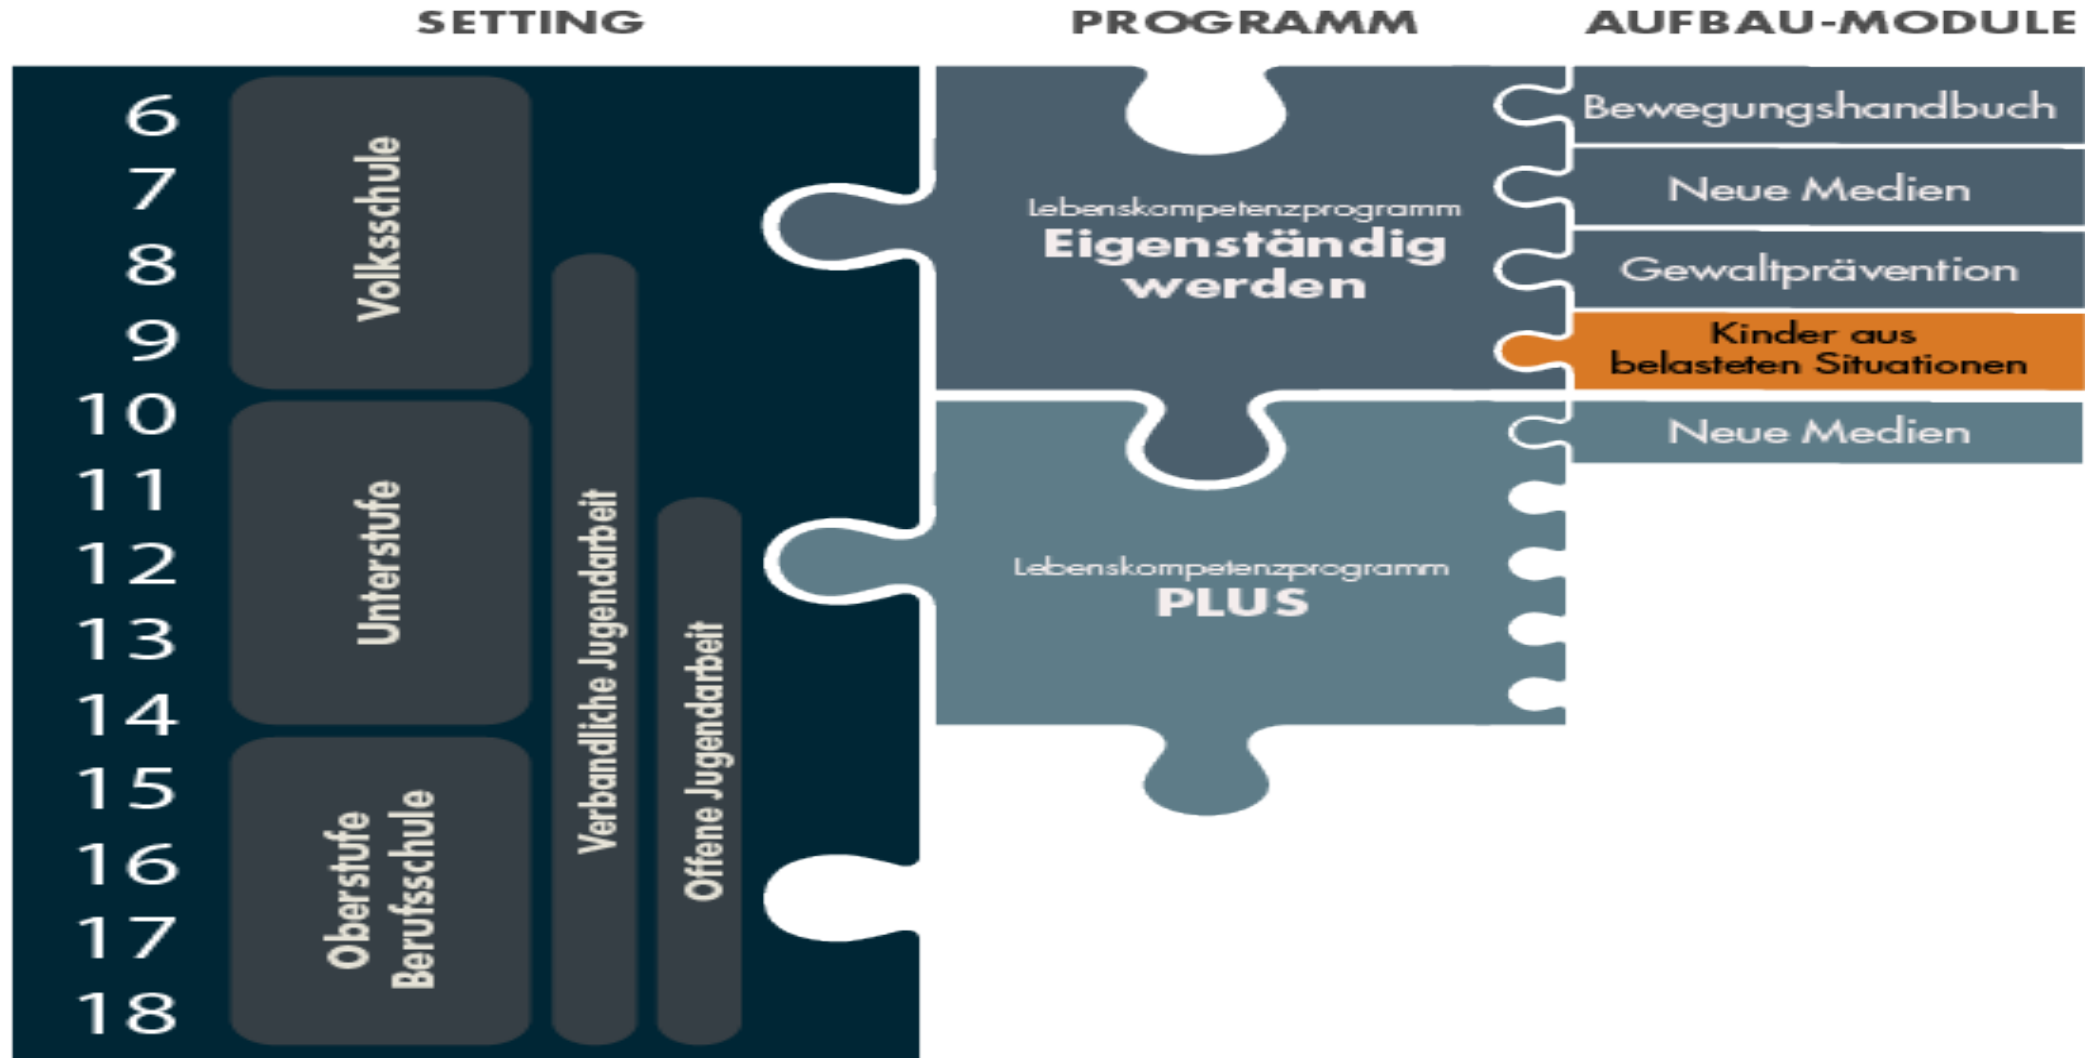 SETTING
PROGRAMM
AUFBAU-MODULE
6
7
8
9
10
11
12
13
14
15
16
17
18
Volksschule
Unterstufe
Oberstufe
Berufsschule
Verbandliche Jugendarbeit
Offene Jugendarbeit
Lebenskompetenzprogramm
Eigenständig
werden
Lebenskompetenzprogramm
PLUS
Bewegungshandbuch
Neue Medien
Gewaltprävention
Kinder aus
belasteten Situationen
Neue Medien